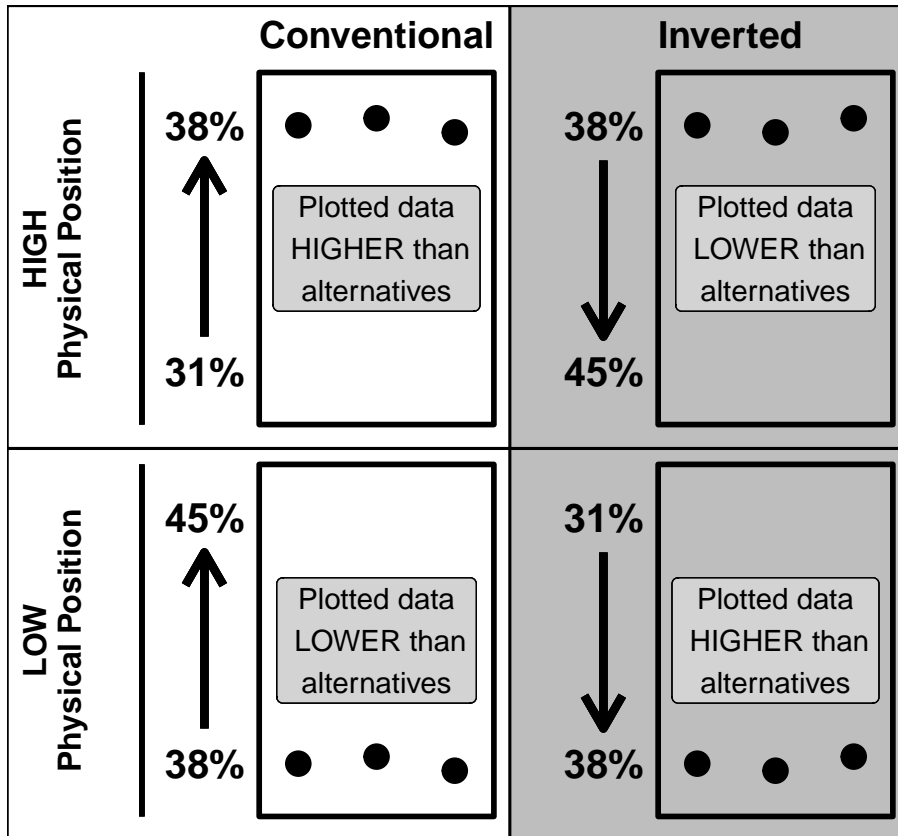 Conventional
Inverted
HIGH
Physical Position
38%
31%
Plotted data
HIGHER than
alternatives
38%
45%
Plotted data
LOWER than
alternatives
LOW
Physical Position
45%
38%
Plotted data
LOWER than
alternatives
31%
38%
Plotted data
HIGHER than
alternatives